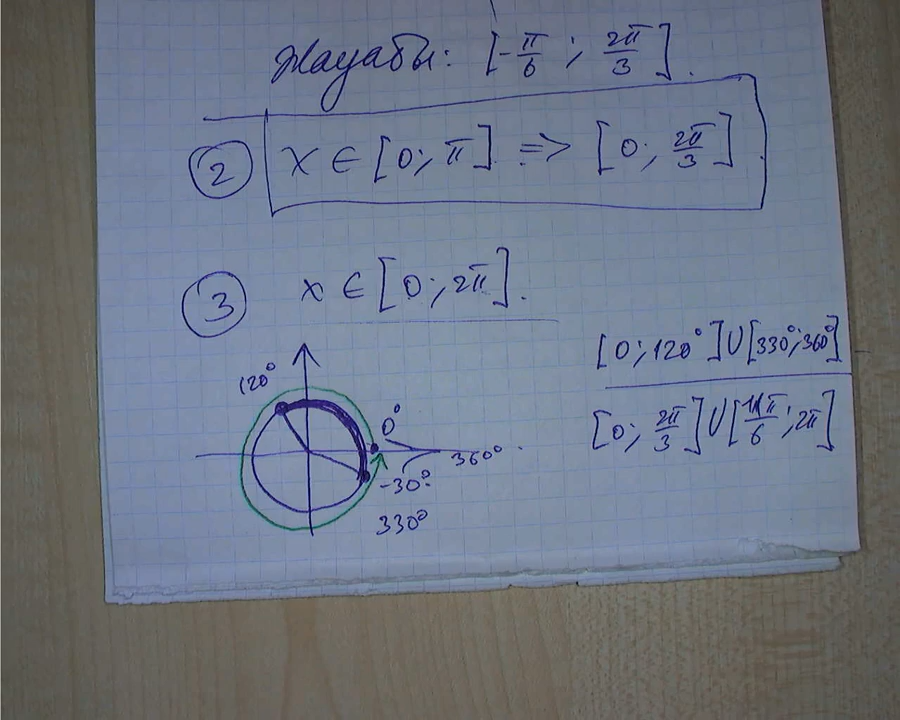 Жауабы: [-π/6 ; 2π/3].
② x ∈ [0; π] => [0; 2π/3].
③ x ∈ [0; 2π].
[0; 120°] U [330°; 360°]
[0; 2π/3] U [11π/6; 2π]
120°
0°
360°.
-30°.
330°